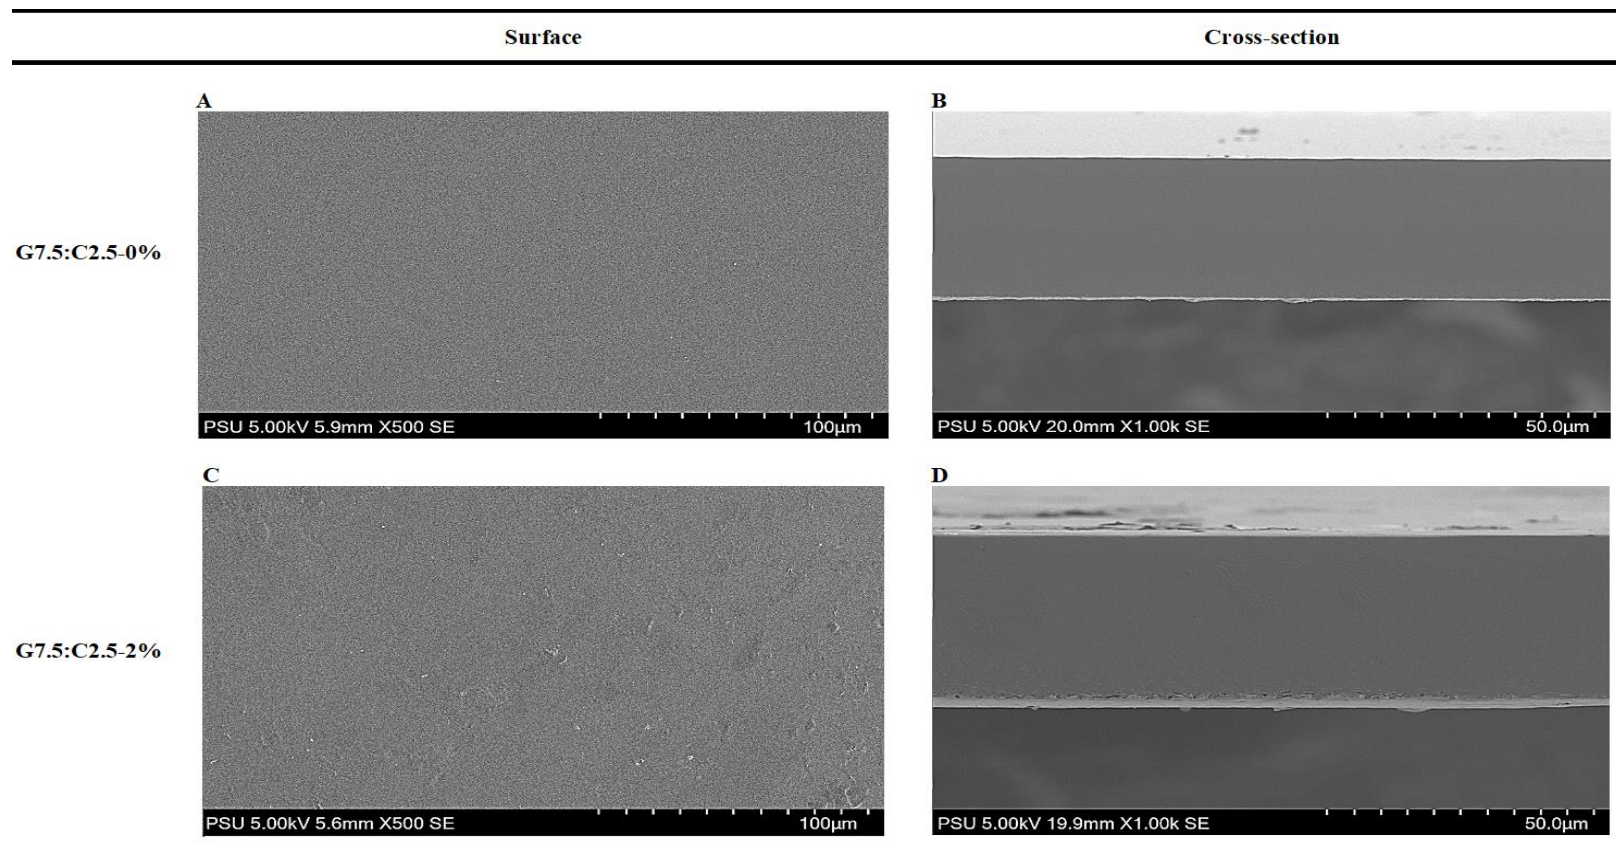 Surface Cross-section
A B
G7.5:C2.5-0%
PSU 5.00kV 5.9mm X500 SE 100µm PSU 5.00kV 20.0mm X1.00k SE 50.0µm
C D
G7.5:C2.5-2%
PSU 5.00kV 5.6mm X500 SE 100µm PSU 5.00kV 19.9mm X1.00k SE 50.0µm